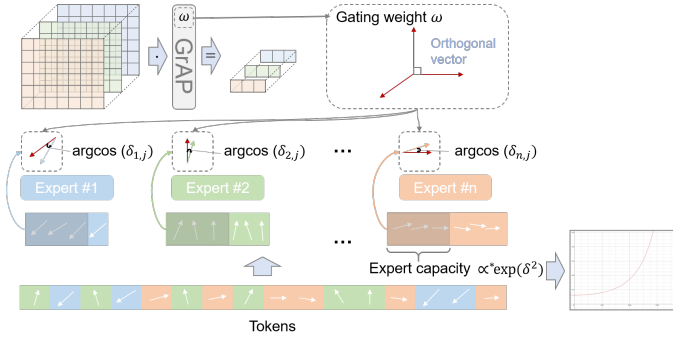 ω
GrAP
Gating weight ω
Orthogonal
vector
argcos (δ1,j)
argcos (δ2,j)
...
argcos (δn,j)
Expert #1
Expert #2
Expert #n
...
Expert capacity ∝*exp(δ²)
Tokens